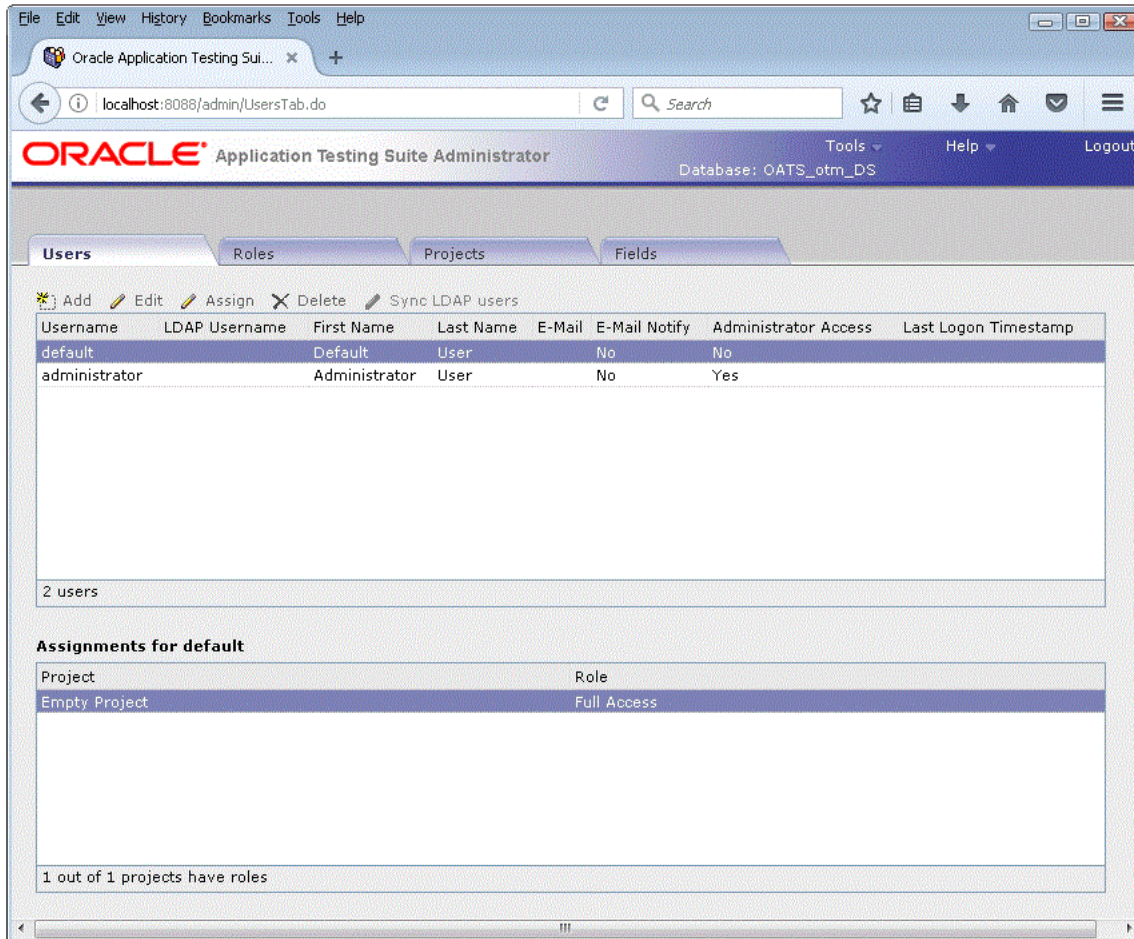 File Edit View History Bookmarks Tools Help
Oracle Application Testing Sui...
localhost:8088/admin/UsersTab.do Search
ORACLE Application Testing Suite Administrator Tools Help Logout
Database: OATS_otm_DS
Users Roles Projects Fields
Add Edit Assign Delete Sync LDAP users
Username LDAP Username First Name Last Name E-Mail E-Mail Notify Administrator Access Last Logon Timestamp
default Default User No No
administrator Administrator User No Yes
2 users
Assignments for default
Project Role
Empty Project Full Access
1 out of 1 projects have roles